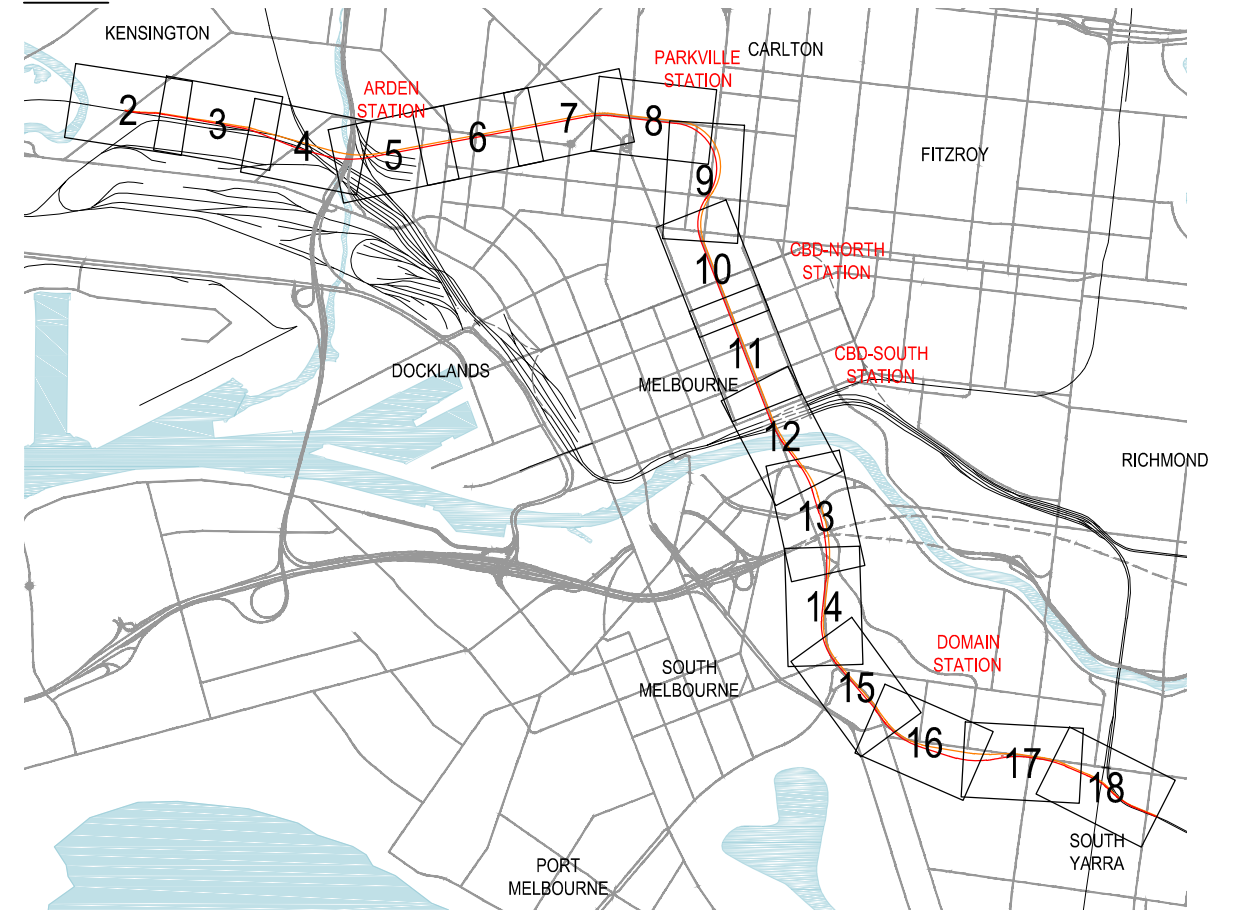 KENSINGTON
CARLTON
PARKVILLE
STATION
ARDEN
STATION
2
3
4
5
6
7
8
9
FITZROY
10
CBD-NORTH
STATION
11
CBD-SOUTH
STATION
DOCKLANDS
MELBOURNE
12
RICHMOND
13
14
DOMAIN
STATION
SOUTH
MELBOURNE
15
16
17
18
SOUTH
YARRA
PORT
MELBOURNE